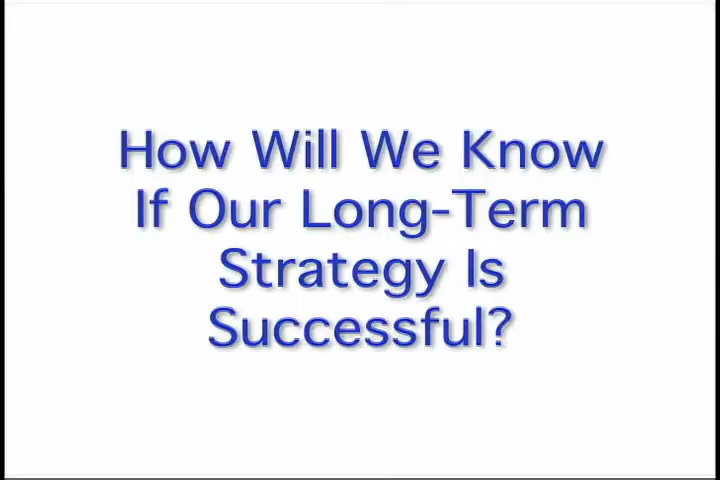 How Will We Know
If Our Long-Term
Strategy Is
Successful?